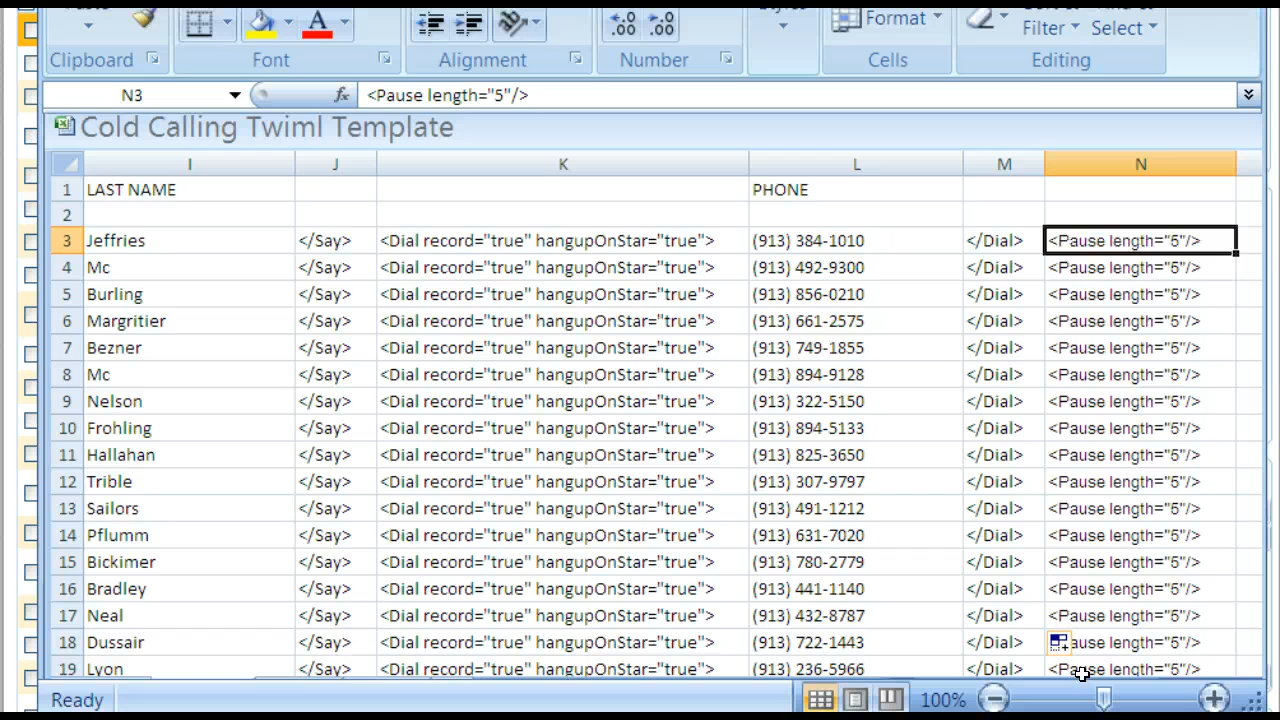 Format
Filter Select
Clipboard Font Alignment Number Cells Editing
N3 fx <Pause length="5"/>
Cold Calling Twiml Template
I J K L M N
1 LAST NAME PHONE
2
3 Jeffries </Say> <Dial record="true" hangupOnStar="true"> (913) 384-1010 </Dial> <Pause length="5"/>
4 Mc </Say> <Dial record="true" hangupOnStar="true"> (913) 492-9300 </Dial> <Pause length="5"/>
5 Burling </Say> <Dial record="true" hangupOnStar="true"> (913) 856-0210 </Dial> <Pause length="5"/>
6 Margritier </Say> <Dial record="true" hangupOnStar="true"> (913) 661-2575 </Dial> <Pause length="5"/>
7 Bezner </Say> <Dial record="true" hangupOnStar="true"> (913) 749-1855 </Dial> <Pause length="5"/>
8 Mc </Say> <Dial record="true" hangupOnStar="true"> (913) 894-9128 </Dial> <Pause length="5"/>
9 Nelson </Say> <Dial record="true" hangupOnStar="true"> (913) 322-5150 </Dial> <Pause length="5"/>
10 Frohling </Say> <Dial record="true" hangupOnStar="true"> (913) 894-5133 </Dial> <Pause length="5"/>
11 Hallahan </Say> <Dial record="true" hangupOnStar="true"> (913) 825-3650 </Dial> <Pause length="5"/>
12 Trible </Say> <Dial record="true" hangupOnStar="true"> (913) 307-9797 </Dial> <Pause length="5"/>
13 Sailors </Say> <Dial record="true" hangupOnStar="true"> (913) 491-1212 </Dial> <Pause length="5"/>
14 Pflumm </Say> <Dial record="true" hangupOnStar="true"> (913) 631-7020 </Dial> <Pause length="5"/>
15 Bickimer </Say> <Dial record="true" hangupOnStar="true"> (913) 780-2779 </Dial> <Pause length="5"/>
16 Bradley </Say> <Dial record="true" hangupOnStar="true"> (913) 441-1140 </Dial> <Pause length="5"/>
17 Neal </Say> <Dial record="true" hangupOnStar="true"> (913) 432-8787 </Dial> <Pause length="5"/>
18 Dussair </Say> <Dial record="true" hangupOnStar="true"> (913) 722-1443 </Dial> ause length="5"/>
19 Lyon </Say> <Dial record="true" hangupOnStar="true"> (913) 236-5966 </Dial> <Pause length="5"/>
Ready 100%